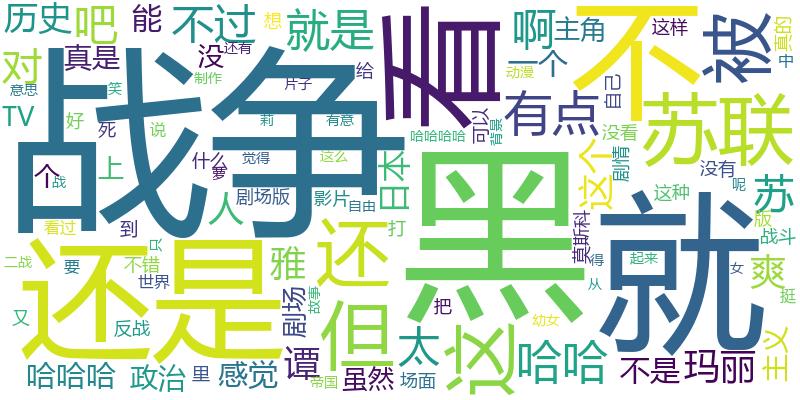 历史
吧
能
不过
就是
啊
主角
想
这样
真的
中
对
真是
没
还有
制作
给
片子
一个
动漫
自己
意思
笑
TV
好
死
说
战争
看
不
被
黑
就
苏联
有点
没看
可以
背景
哈哈哈哈
莉
有意
觉得
这么
什么
萝
个
战
上
人
到
剧场版
影片
自由
日本
打
这个
剧情
没有
苏
这种
呢
版
战斗
莫斯科
看过
只
还是
雅
还
二战
要
不错
世界
又
反战
剧场
故事
但
把
这
得
从
起来
女
爽
挺
主义
幼女
哈哈哈
政治
里
感觉
谭
帝国
虽然
太
场面
哈哈
不是
玛丽